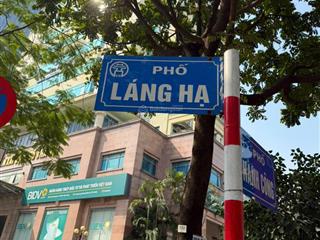 PHỐ
LÁNG HẠ
PHỐ
BIDV
NGÂN HÀNG TMCP ĐẦU TƯ VÀ PHÁT TRIỂN VIỆT NAM